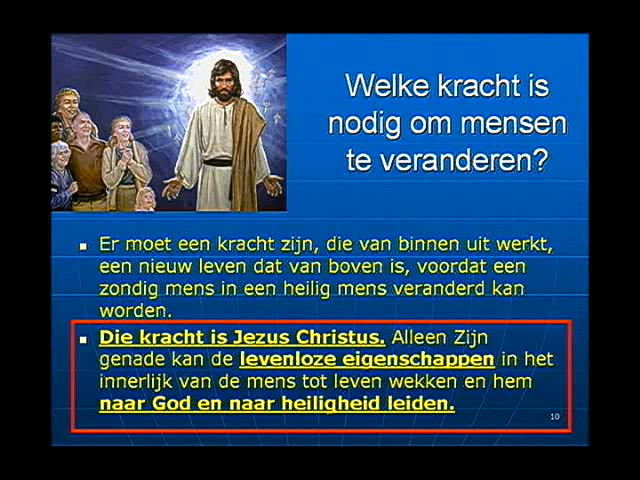 Welke kracht is
nodig om mensen
te veranderen?
Er moet een kracht zijn, die van binnen uit werkt,
een nieuw leven dat van boven is, voordat een
zondig mens in een heilig mens veranderd kan
worden.
Die kracht is Jezus Christus. Alleen Zijn
genade kan de levenloze eigenschappen in het
innerlijk van de mens tot leven wekken en hem
naar God en naar heiligheid leiden.
10